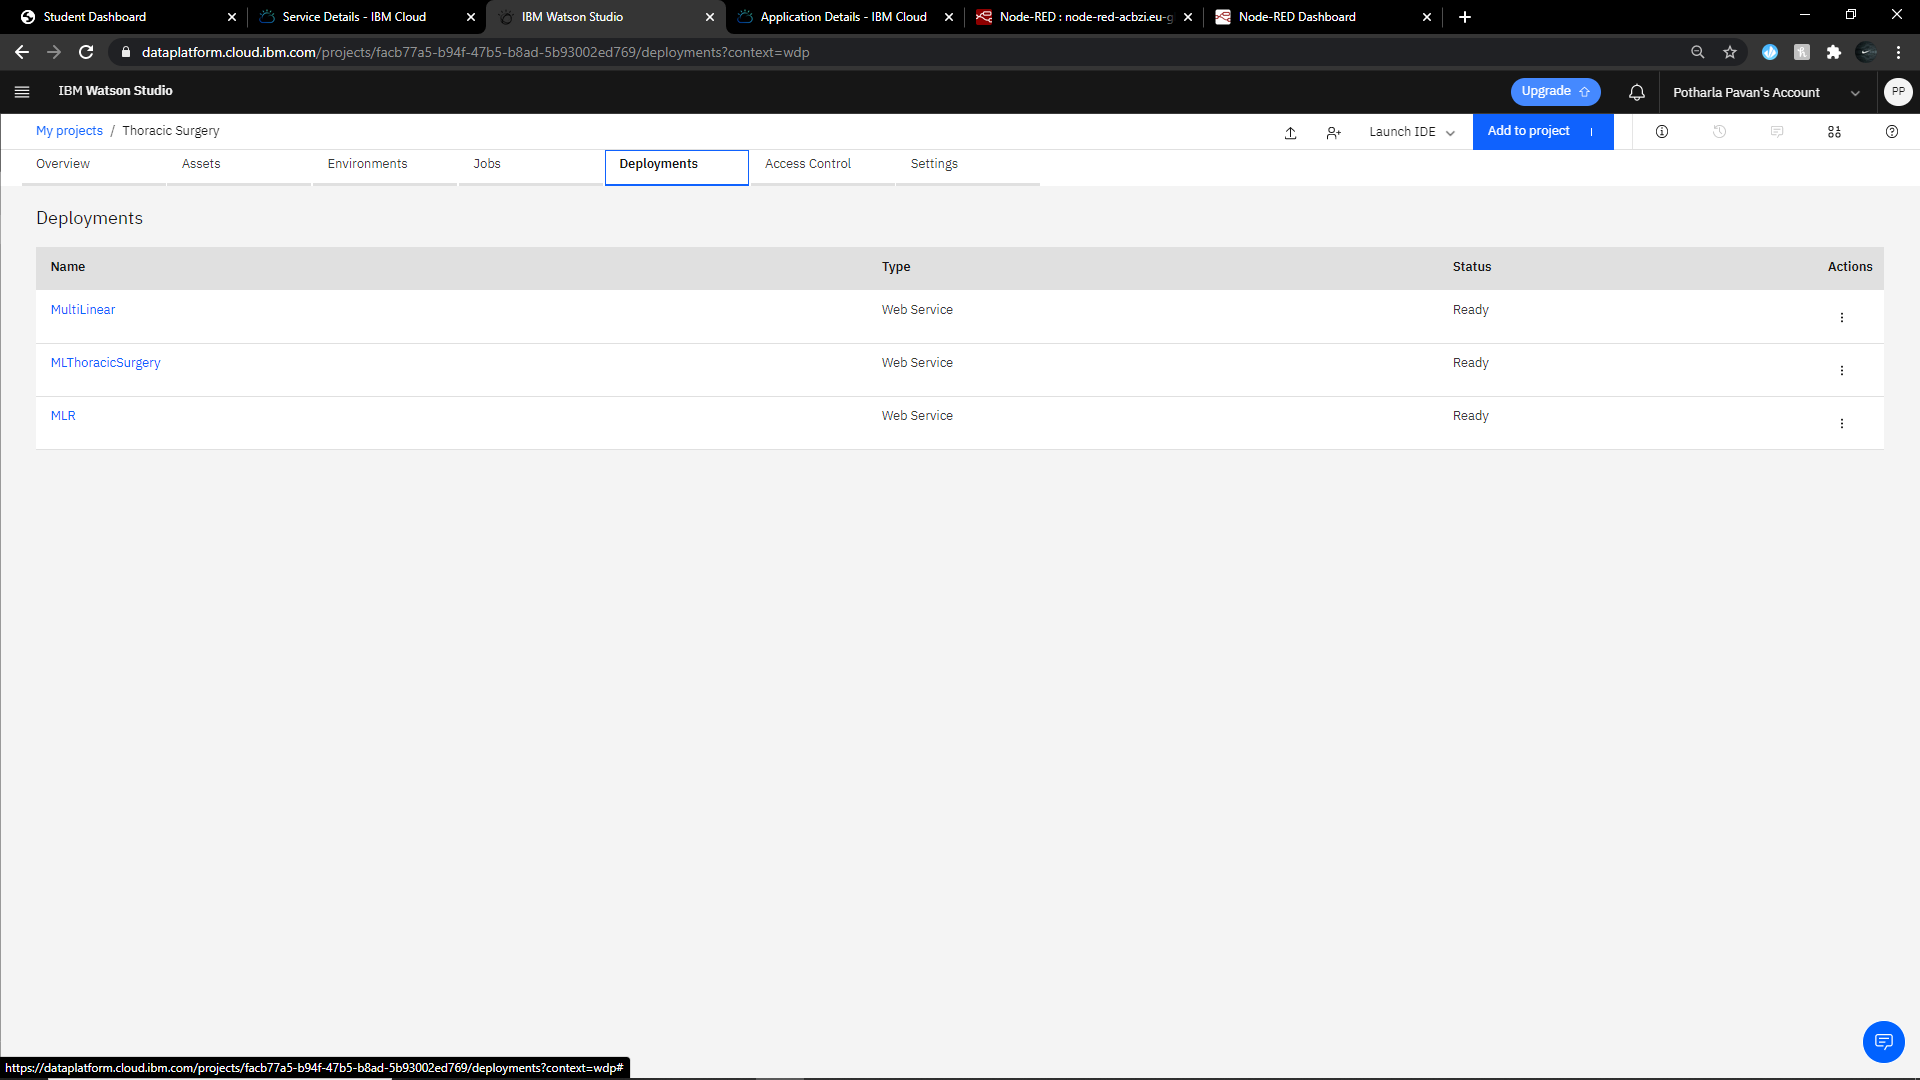 Student Dashboard
Service Details - IBM Cloud
IBM Watson Studio
Application Details - IBM Cloud
Node-RED : node-red-acbzi.eu-g
Node-RED Dashboard
dataplatform.cloud.ibm.com/projects/facb77a5-b94f-47b5-b8ad-5b93002ed769/deployments?context=wdp
IBM Watson Studio
Upgrade
Potharla Pavan's Account
PP
My projects / Thoracic Surgery
Launch IDE
Add to project
Overview
Assets
Environments
Jobs
Deployments
Access Control
Settings
Deployments
Name Type Status Actions
MultiLinear Web Service Ready
MLThoracicSurgery Web Service Ready
MLR Web Service Ready
https://dataplatform.cloud.ibm.com/projects/facb77a5-b94f-47b5-b8ad-5b93002ed769/deployments?context=wdp#